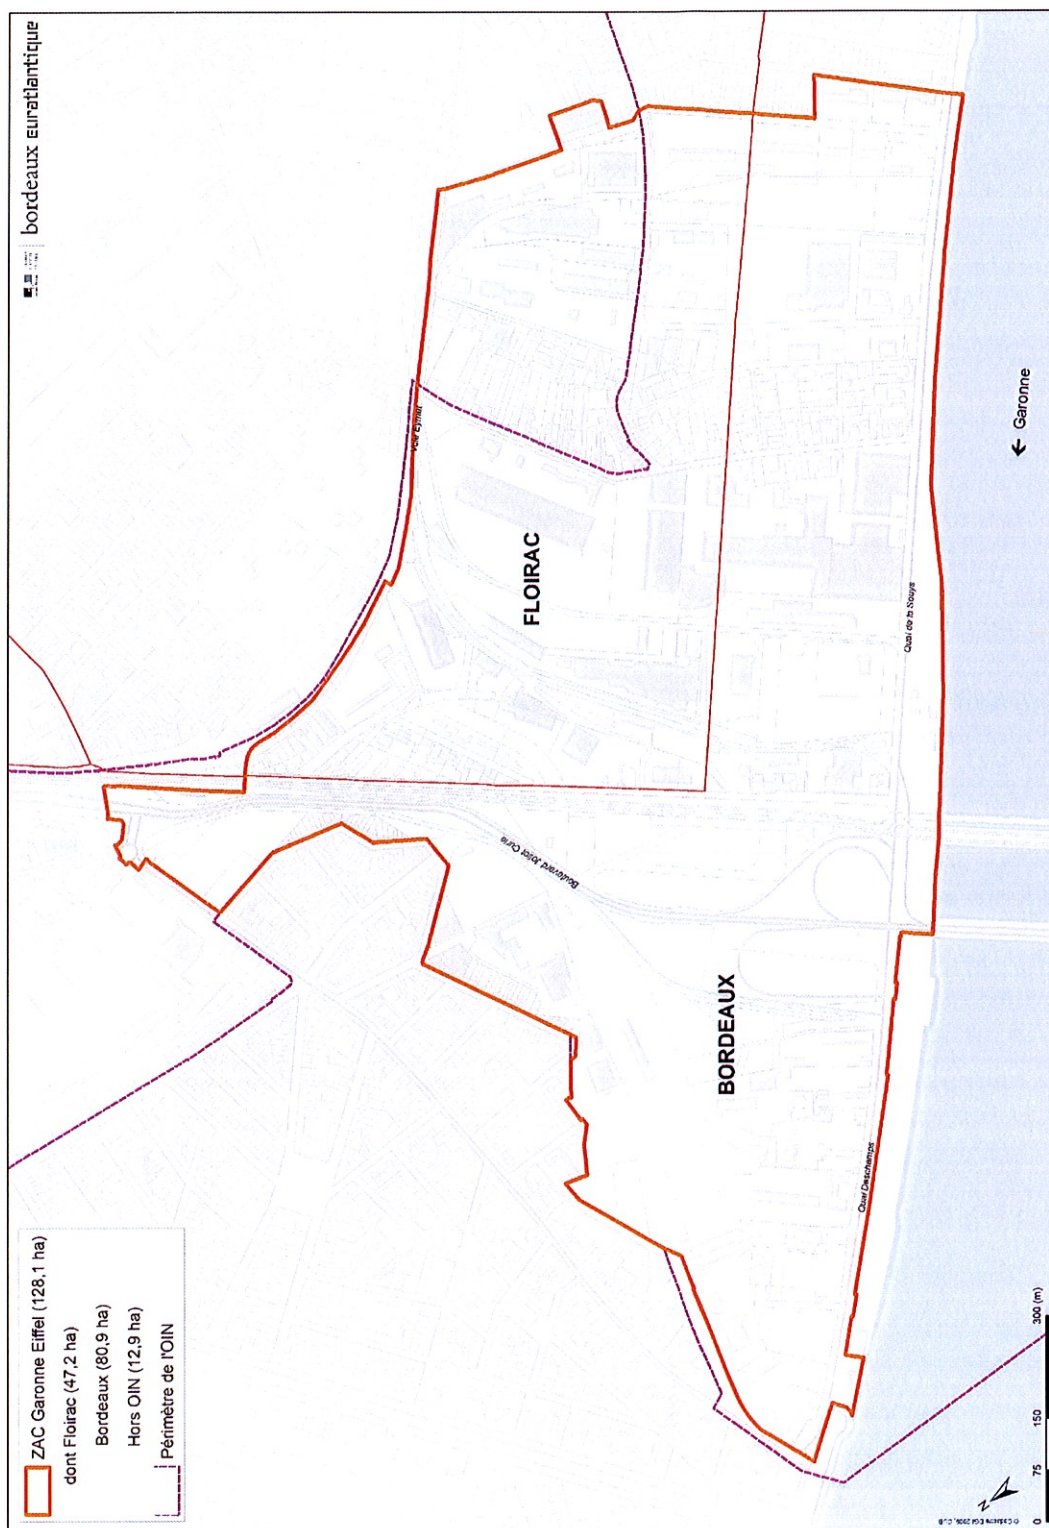 bordeaux euratlantique
ZAC Garonne Eiffel (128,1 ha)
dont Floirac (47,2 ha)
Bordeaux (80,9 ha)
Hors OIN (12,9 ha)
Périmètre de l'OIN
Voie Eymet
FLOIRAC
Boulevard Joliot Curie
BORDEAUX
Quai de la Souys
Quai Deschamps
← Garonne
N
0 75 150 300 (m)